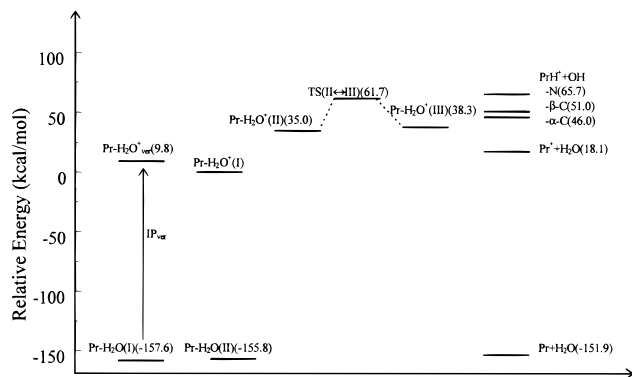 Relative Energy (kcal/mol)
100
50
0
-50
-100
-150
TS(II↔III)(61.7)
Pr-H₂O⁺(II)(35.0)
Pr-H₂O⁺(III)(38.3)
Pr-H₂O⁺ver(9.8)
Pr-H₂O⁺(I)
IPver
PrH⁺+OH
-N(65.7)
-β-C(51.0)
-α-C(46.0)
Pr⁺+H₂O(18.1)
Pr-H₂O(I)(-157.6)
Pr-H₂O(II)(-155.8)
Pr+H₂O(-151.9)